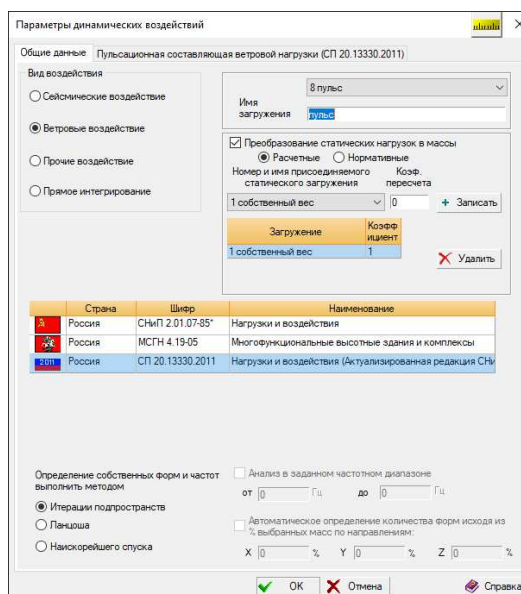 Параметры динамических воздействий
Общие данные
Пульсационная составляющая ветровой нагрузки (СП 20.13330.2011)
Вид воздействия
Сейсмические воздействие
Ветровые воздействие
Прочие воздействие
Прямое интегрирование
8 пульс
Имя
загружения
пульс
Преобразование статических нагрузок в массы
Расчетные
Нормативные
Номер и имя присоединяемого
статического загружения
Коэф.
пересчета
1 собственный вес
0
Записать
Загружение
Коэфф
ициент
1 собственный вес
1
Удалить
Страна
Шифр
Наименование
Россия
СНиП 2.01.07-85*
Нагрузки и воздействия
Россия
МСГН 4.19-05
Многофункциональные высотные здания и комплексы
2011
Россия
СП 20.13330.2011
Нагрузки и воздействия (Актуализированная редакция СНи
Определение собственных форм и частот
выполнить методом
Итерации подпространств
Ланцоша
Наискорейшего спуска
Анализ в заданном частотном диапазоне
от 0 Гц до 0 Гц
Автоматическое определение количества форм исходя из
% выбранных масс по направлениям:
X 0 % Y 0 % Z 0 %
OK
Отмена
Справка